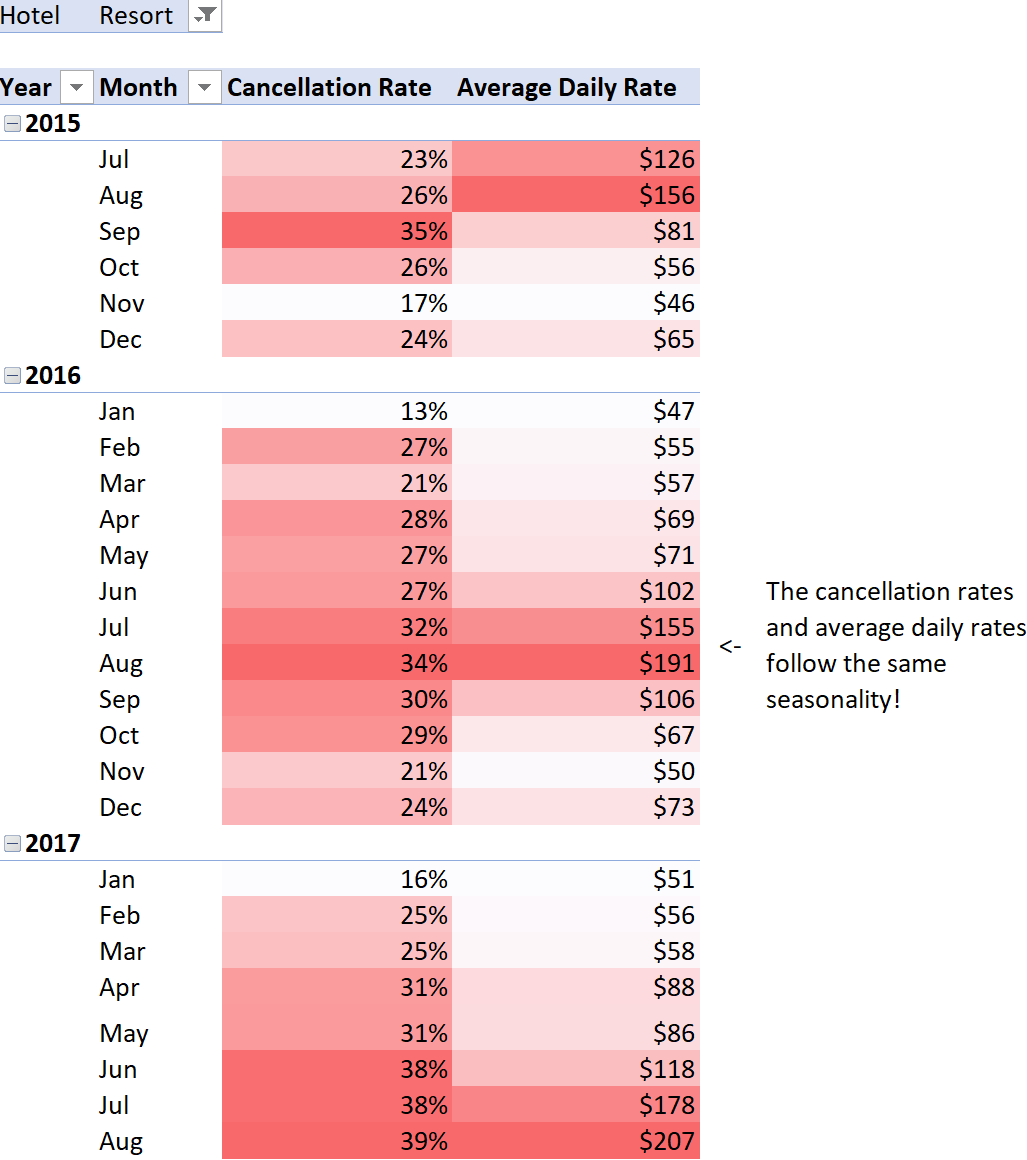 Hotel Resort
Year Month Cancellation Rate Average Daily Rate
2015
Jul 23% $126
Aug 26% $156
Sep 35% $81
Oct 26% $56
Nov 17% $46
Dec 24% $65
2016
Jan 13% $47
Feb 27% $55
Mar 21% $57
Apr 28% $69
May 27% $71
Jun 27% $102
Jul 32% $155
Aug 34% $191
Sep 30% $106
Oct 29% $67
Nov 21% $50
Dec 24% $73
<-
The cancellation rates
and average daily rates
follow the same
seasonality!
2017
Jan 16% $51
Feb 25% $56
Mar 25% $58
Apr 31% $88
May 31% $86
Jun 38% $118
Jul 38% $178
Aug 39% $207